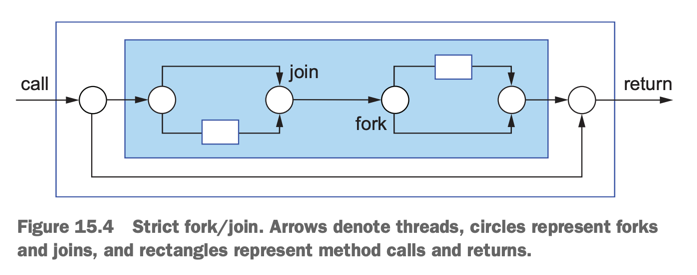 call
join
fork
return
Figure 15.4 Strict fork/join. Arrows denote threads, circles represent forks
and joins, and rectangles represent method calls and returns.